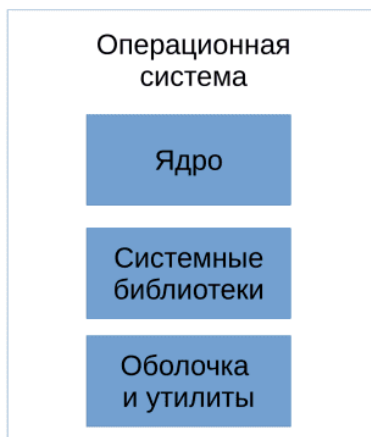 Операционная
система
Ядро
Системные
библиотеки
Оболочка
и утилиты